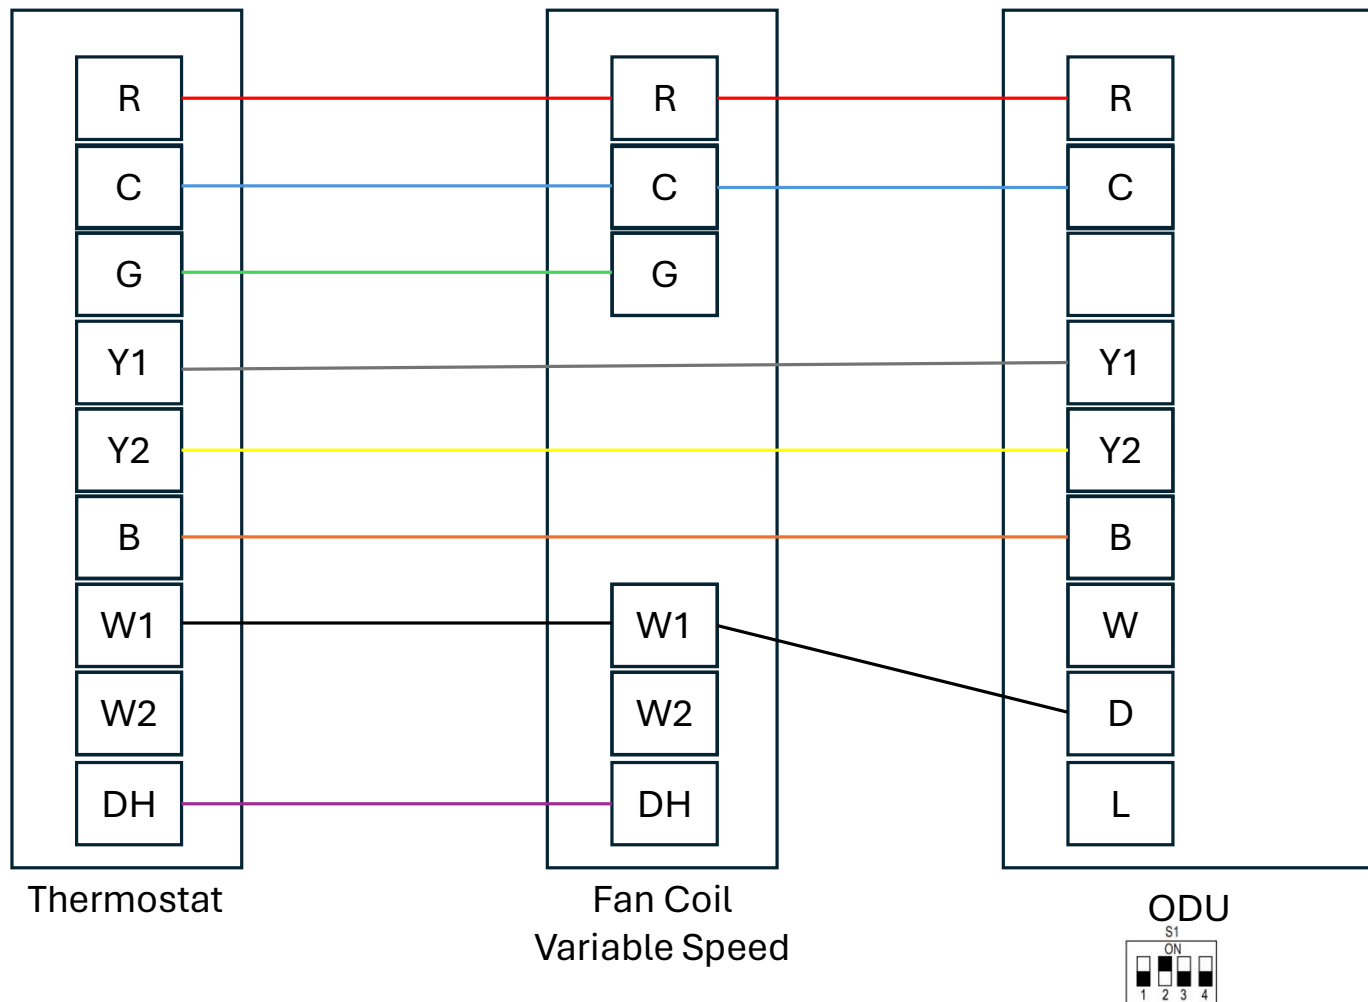 R R R
C C C
G G
Y1 Y1
Y2 Y2
B B
W1 W1 W
W2 W2 D
DH DH L
Thermostat
Fan Coil
Variable Speed
ODU
S1
ON
1 2 3 4